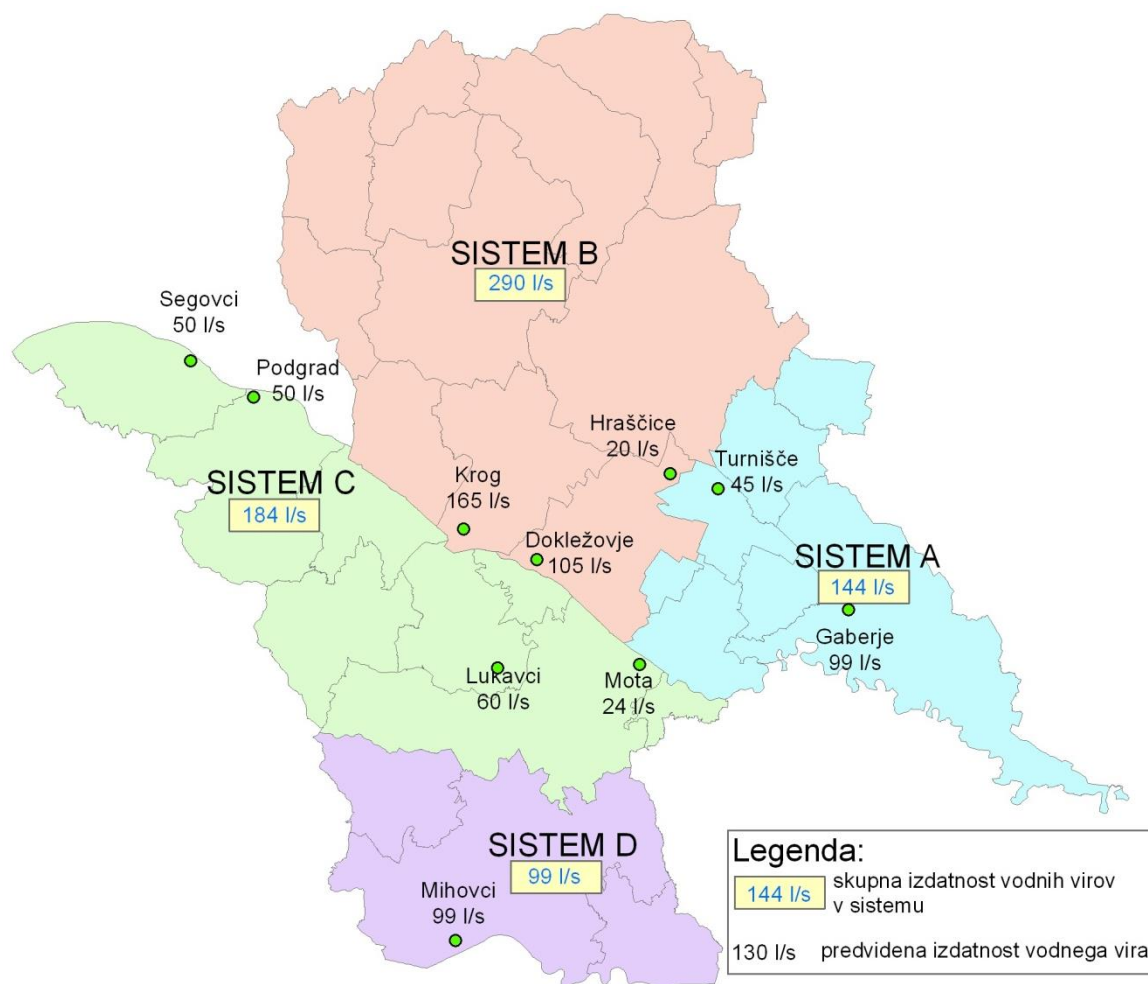 SISTEM B
290 l/s
Segovci
50 l/s
Podgrad
50 l/s
Hraščice
20 l/s
Turnišče
45 l/s
SISTEM C
184 l/s
Krog
165 l/s
Dokležovje
105 l/s
SISTEM A
144 l/s
Gaberje
99 l/s
Lukavci
60 l/s
Mota
24 l/s
SISTEM D
99 l/s
Mihovci
99 l/s
Legenda:
144 l/s
skupna izdatnost vodnih virov
v sistemu
130 l/s
predvidena izdatnost vodnega vira